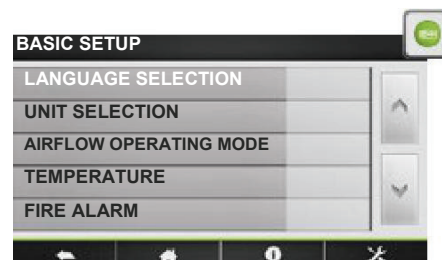 BASIC SETUP
LANGUAGE SELECTION
UNIT SELECTION
AIRFLOW OPERATING MODE
TEMPERATURE
FIRE ALARM